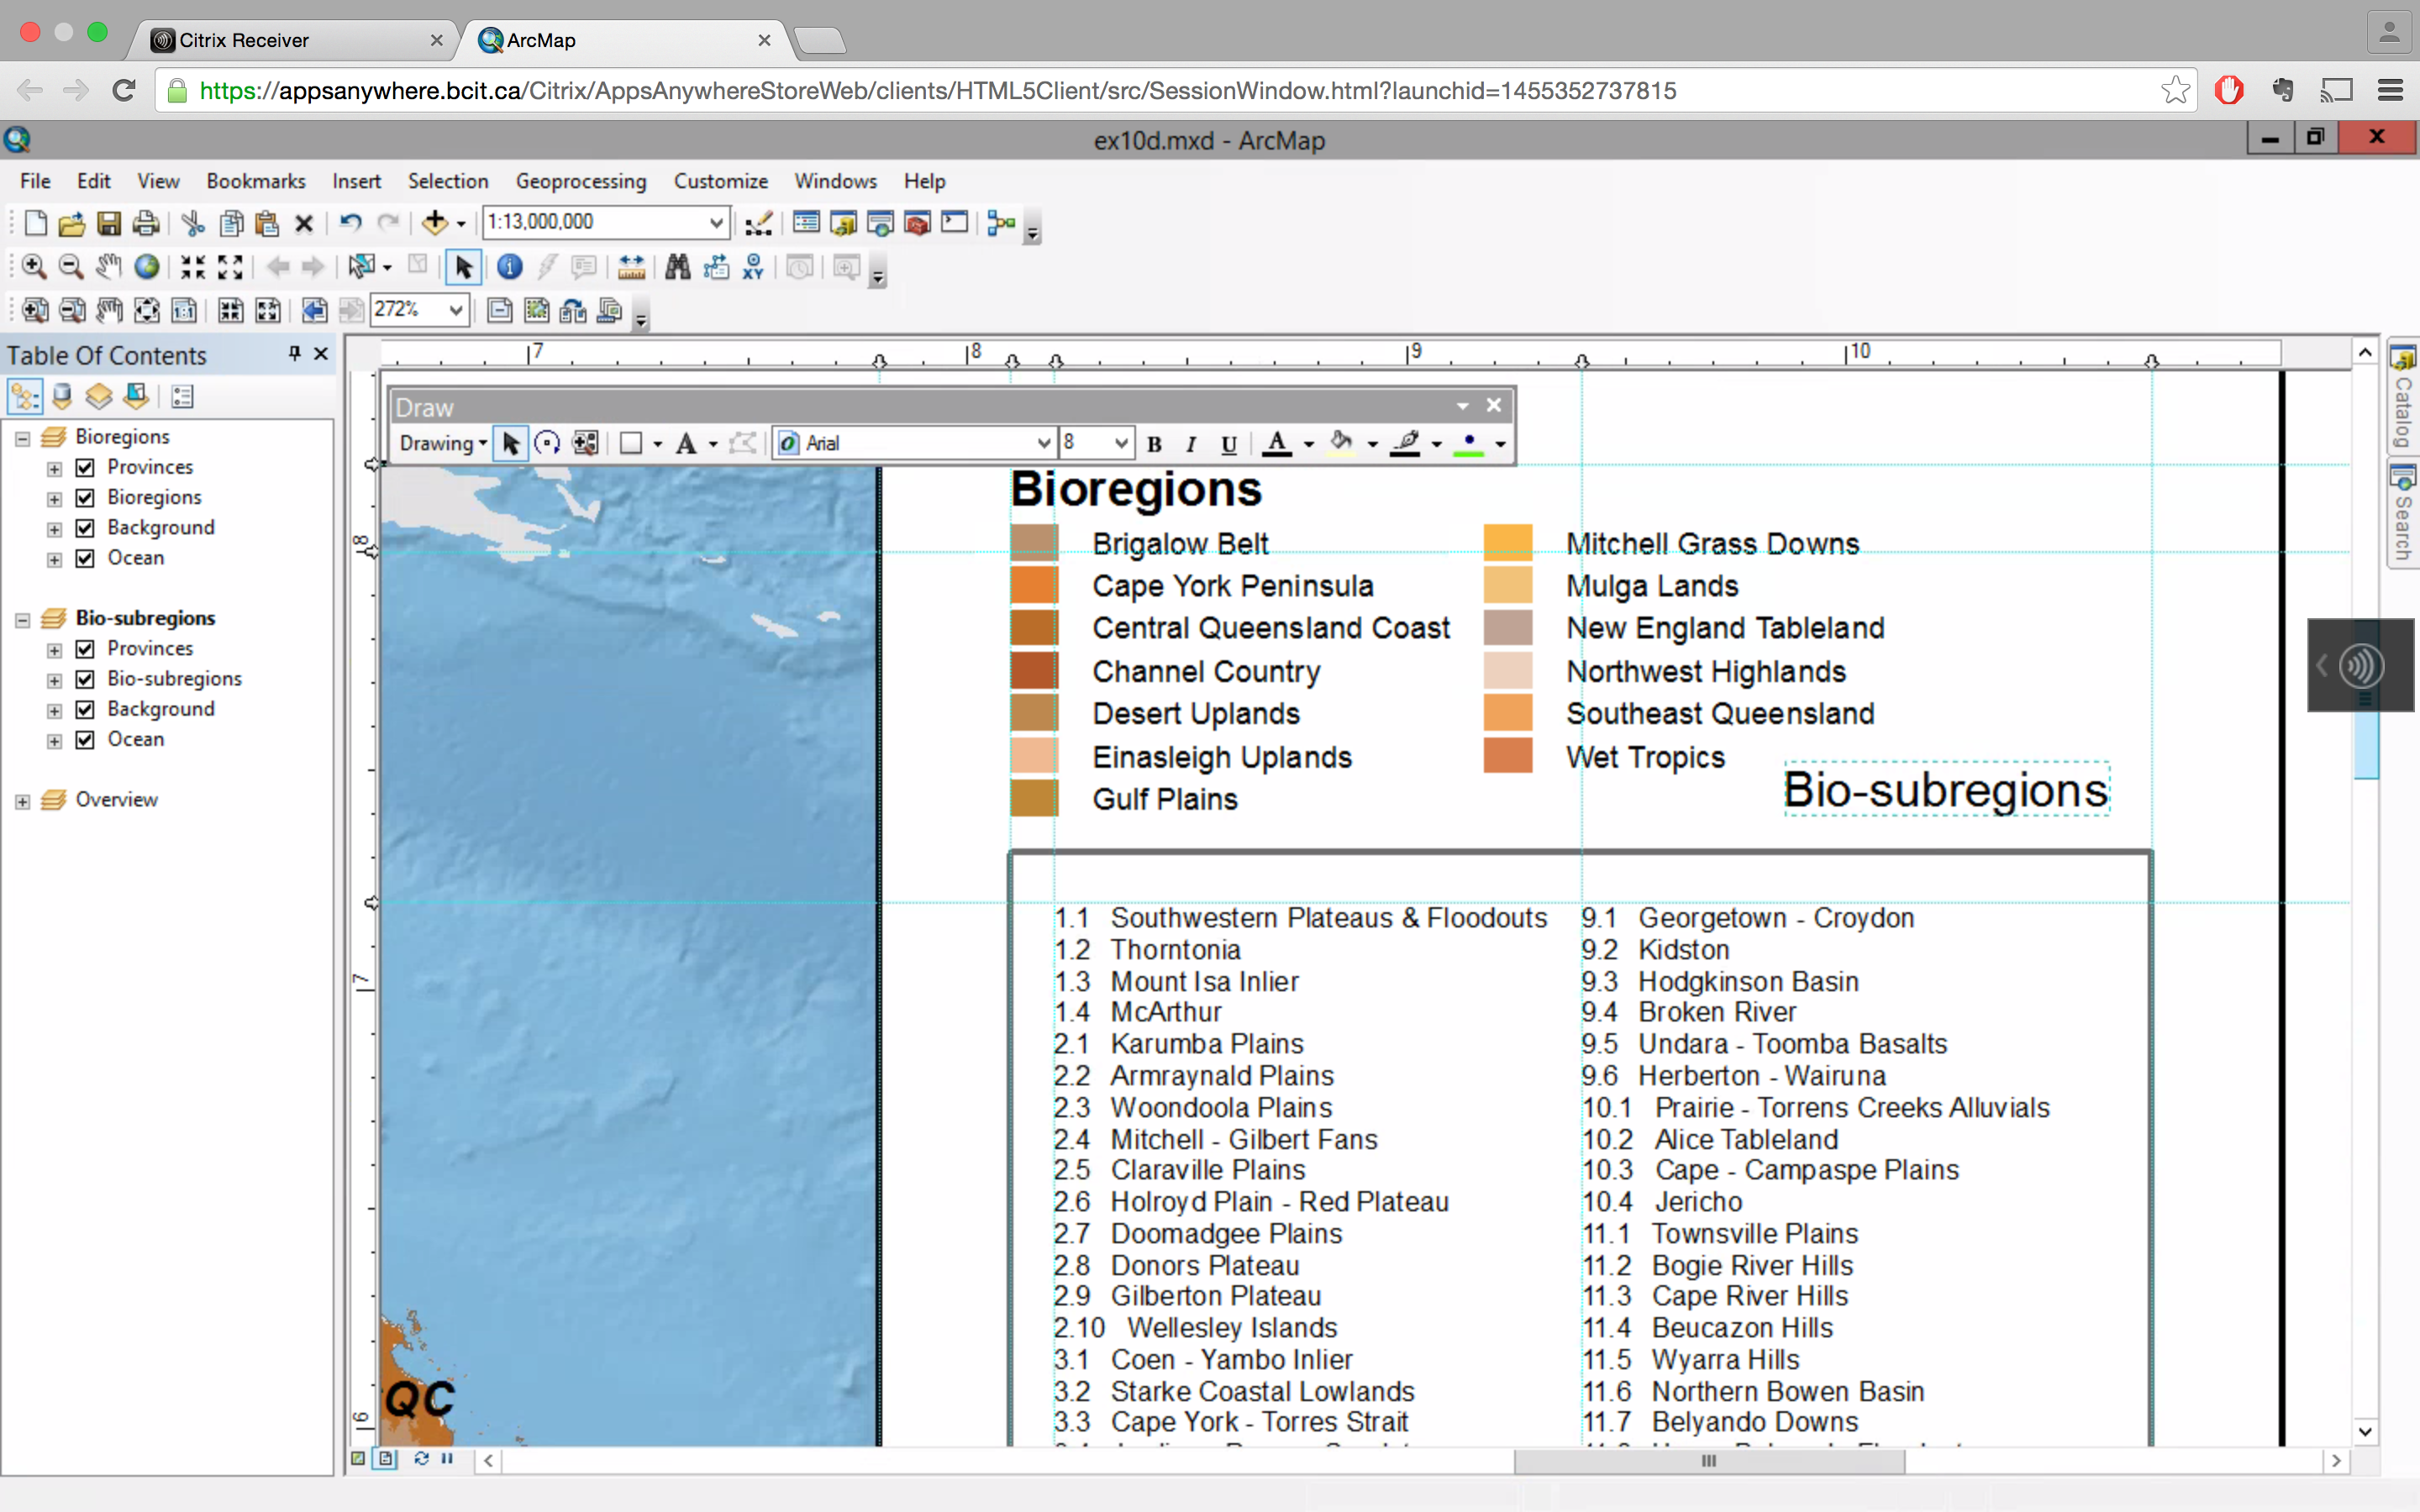 Citrix Receiver
ArcMap
https://appsanywhere.bcit.ca/Citrix/AppsAnywhereStoreWeb/clients/HTML5Client/src/SessionWindow.html?launchid=1455352737815
ex10d.mxd - ArcMap
File Edit View Bookmarks Insert Selection Geoprocessing Customize Windows Help
1:13,000,000
XY
1:1
272%
Table Of Contents
7 8 9 10
Catalog
Search
Draw
Drawing
A
Arial
8
B I U A
Bioregions
Provinces
Bioregions
Background
Ocean
Bio-subregions
Provinces
Bio-subregions
Background
Ocean
Overview
8
7
6
QC
Bioregions
Brigalow Belt
Cape York Peninsula
Central Queensland Coast
Channel Country
Desert Uplands
Einasleigh Uplands
Gulf Plains
Mitchell Grass Downs
Mulga Lands
New England Tableland
Northwest Highlands
Southeast Queensland
Wet Tropics
Bio-subregions
1.1 Southwestern Plateaus & Floodouts
1.2 Thorntonia
1.3 Mount Isa Inlier
1.4 McArthur
2.1 Karumba Plains
2.2 Armraynald Plains
2.3 Woondoola Plains
2.4 Mitchell - Gilbert Fans
2.5 Claraville Plains
2.6 Holroyd Plain - Red Plateau
2.7 Doomadgee Plains
2.8 Donors Plateau
2.9 Gilberton Plateau
2.10 Wellesley Islands
3.1 Coen - Yambo Inlier
3.2 Starke Coastal Lowlands
3.3 Cape York - Torres Strait
9.1 Georgetown - Croydon
9.2 Kidston
9.3 Hodgkinson Basin
9.4 Broken River
9.5 Undara - Toomba Basalts
9.6 Herberton - Wairuna
10.1 Prairie - Torrens Creeks Alluvials
10.2 Alice Tableland
10.3 Cape - Campaspe Plains
10.4 Jericho
11.1 Townsville Plains
11.2 Bogie River Hills
11.3 Cape River Hills
11.4 Beucazon Hills
11.5 Wyarra Hills
11.6 Northern Bowen Basin
11.7 Belyando Downs